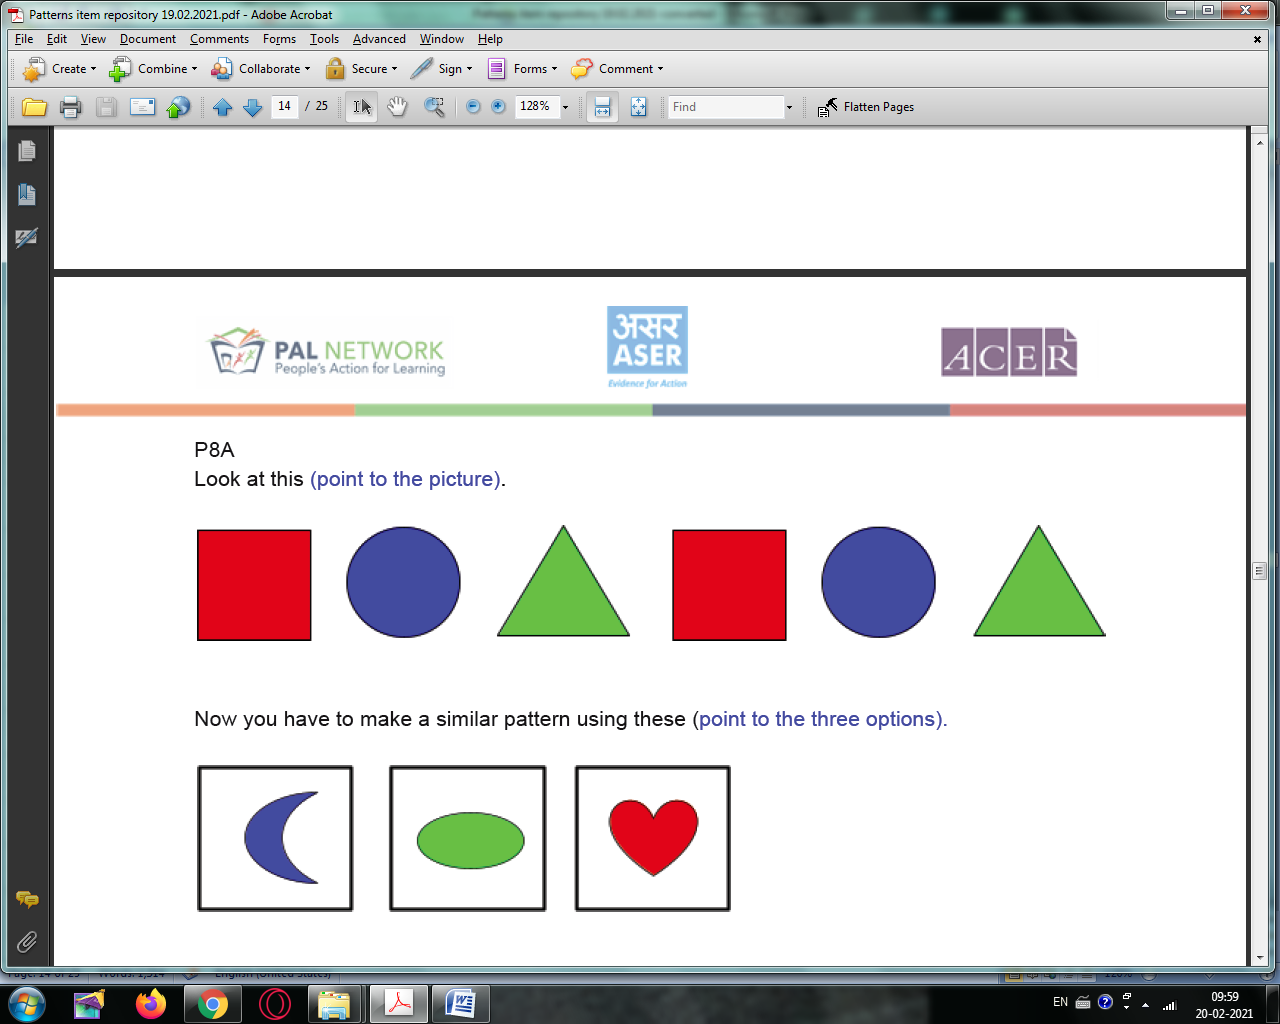 Patterns item repository 19.02.2021.pdf - Adobe Acrobat
File Edit View Document Comments Forms Tools Advanced Window Help
Create Combine Collaborate Secure Sign Forms Comment
14 / 25 128% Find Flatten Pages
PAL NETWORK
People's Action for Learning
असर
ASER
Evidence for Action
ACER
P8A
Look at this (point to the picture).
Now you have to make a similar pattern using these (point to the three options).
EN 09:59
20-02-2021